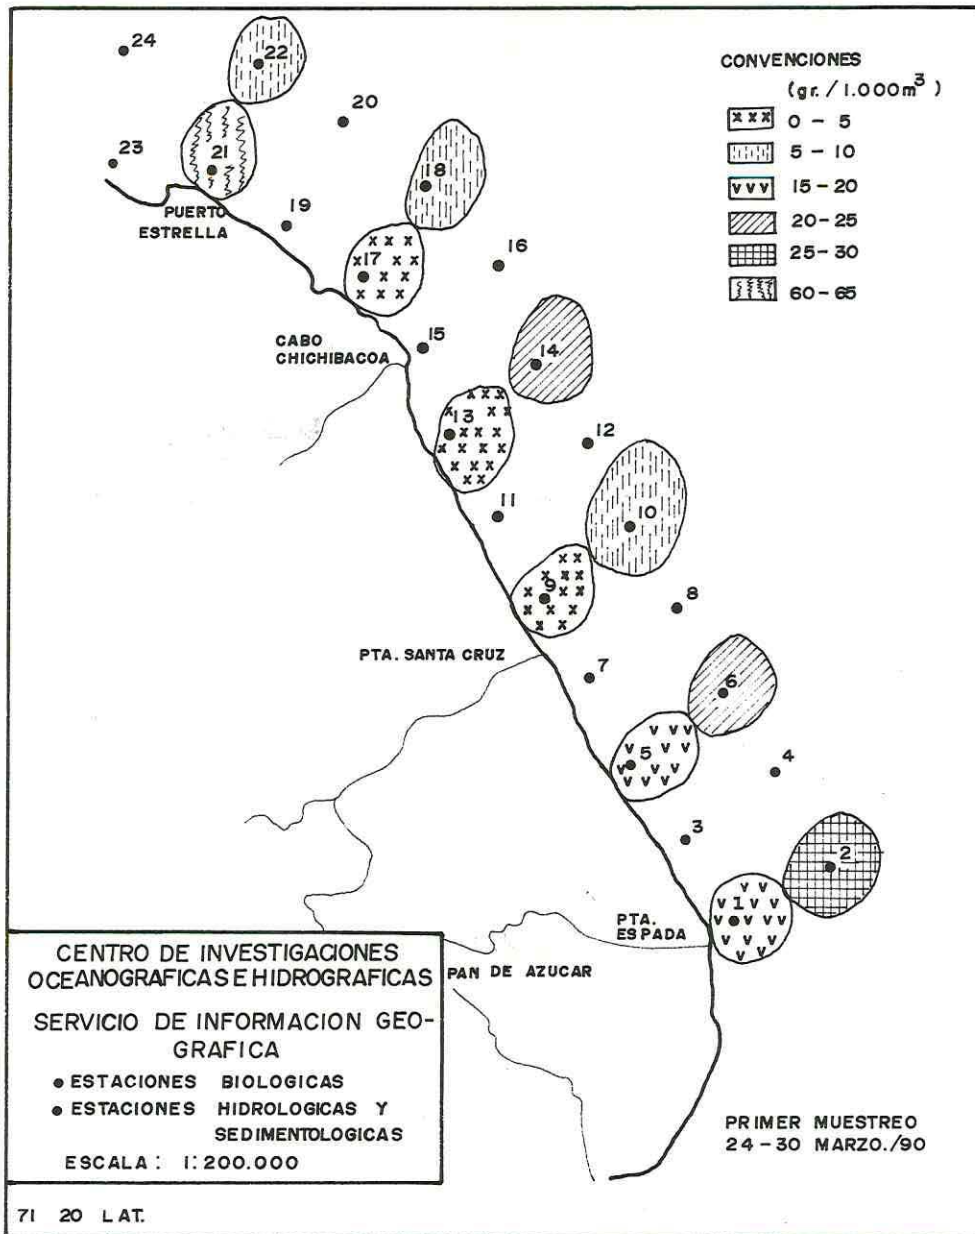 24
22
20
23
21
18
PUERTO
ESTRELLA
19
17
16
CABO
CHICHIBACOA
15
14
13
12
11
10
9
8
PTA. SANTA CRUZ
7
6
5
4
3
2
1
PTA.
ESPADA
PAN DE AZUCAR
CONVENCIONES
(gr./1.000m³)
x x x 0 - 5
5 - 10
v v v 15 - 20
20 - 25
25 - 30
60 - 65
CENTRO DE INVESTIGACIONES
OCEANOGRAFICAS E HIDROGRAFICAS
SERVICIO DE INFORMACION GEO-
GRAFICA
● ESTACIONES BIOLOGICAS
● ESTACIONES HIDROLOGICAS Y
SEDIMENTOLOGICAS
ESCALA : 1:200.000
PRIMER MUESTREO
24-30 MARZO./90
71 20 LAT.